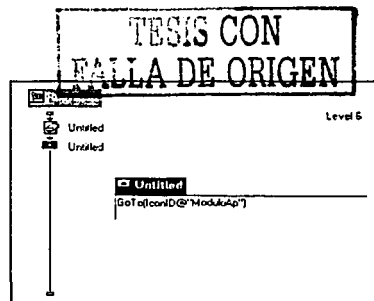 TESIS CON
FALLA DE ORIGEN
Level 6
Untitled
Untitled
Untitled
GoTo(IconID@"ModuloAp")